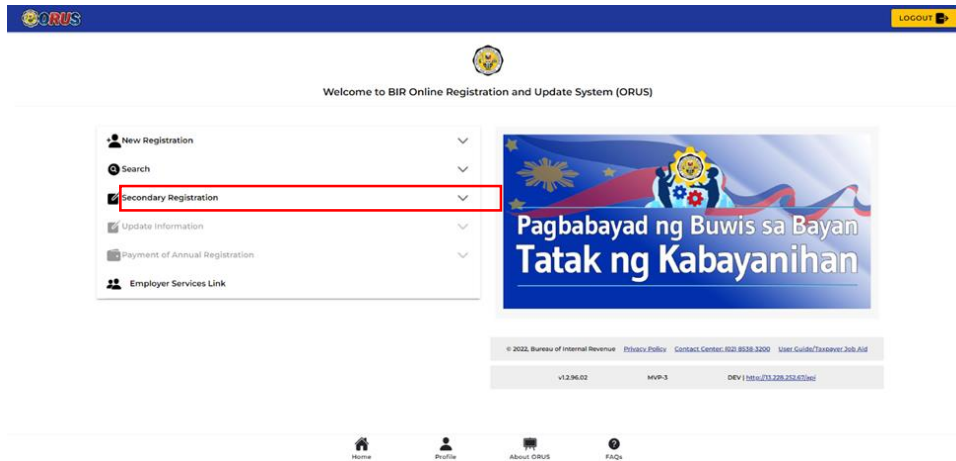 ORUS
LOGOUT
Welcome to BIR Online Registration and Update System (ORUS)
New Registration
Search
Secondary Registration
Update Information
Payment of Annual Registration
Employer Services Link
Pagbabayad ng Buwis sa Bayan
Tatak ng Kabayanihan
© 2022, Bureau of Internal Revenue Privacy Policy Contact Center: (02) 8538-3200 User Guide/Taxpayer Job Aid
v1.2.96.02 MVP-3 DEV | http://13.228.252.67/api
Home Profile About ORUS FAQs